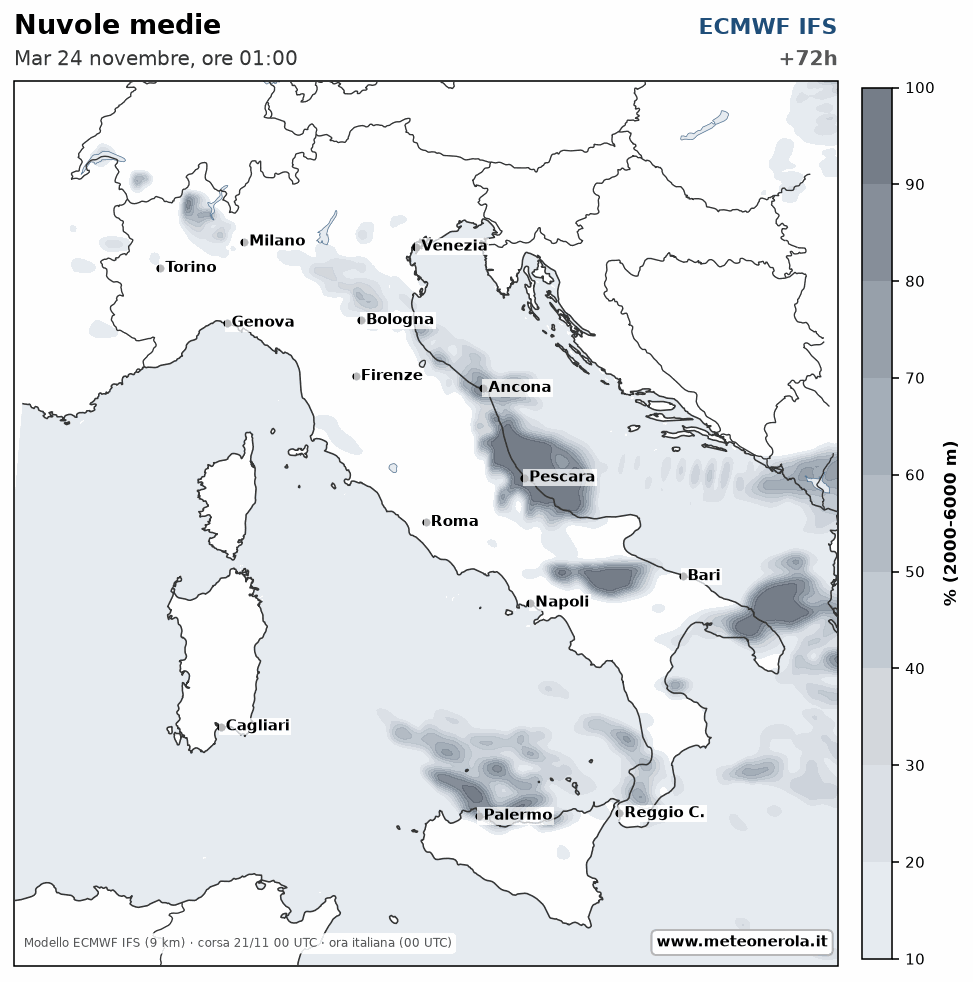 Nuvole medie
ECMWF IFS
Mar 24 novembre, ore 01:00
+72h
Milano
Venezia
Torino
Genova
Bologna
Firenze
Ancona
Pescara
Roma
Bari
Napoli
Cagliari
Palermo
Reggio C.
100
90
80
70
60
50
40
30
20
10
% (2000-6000 m)
Modello ECMWF IFS (9 km) · corsa 21/11 00 UTC · ora italiana (00 UTC)
www.meteonerola.it